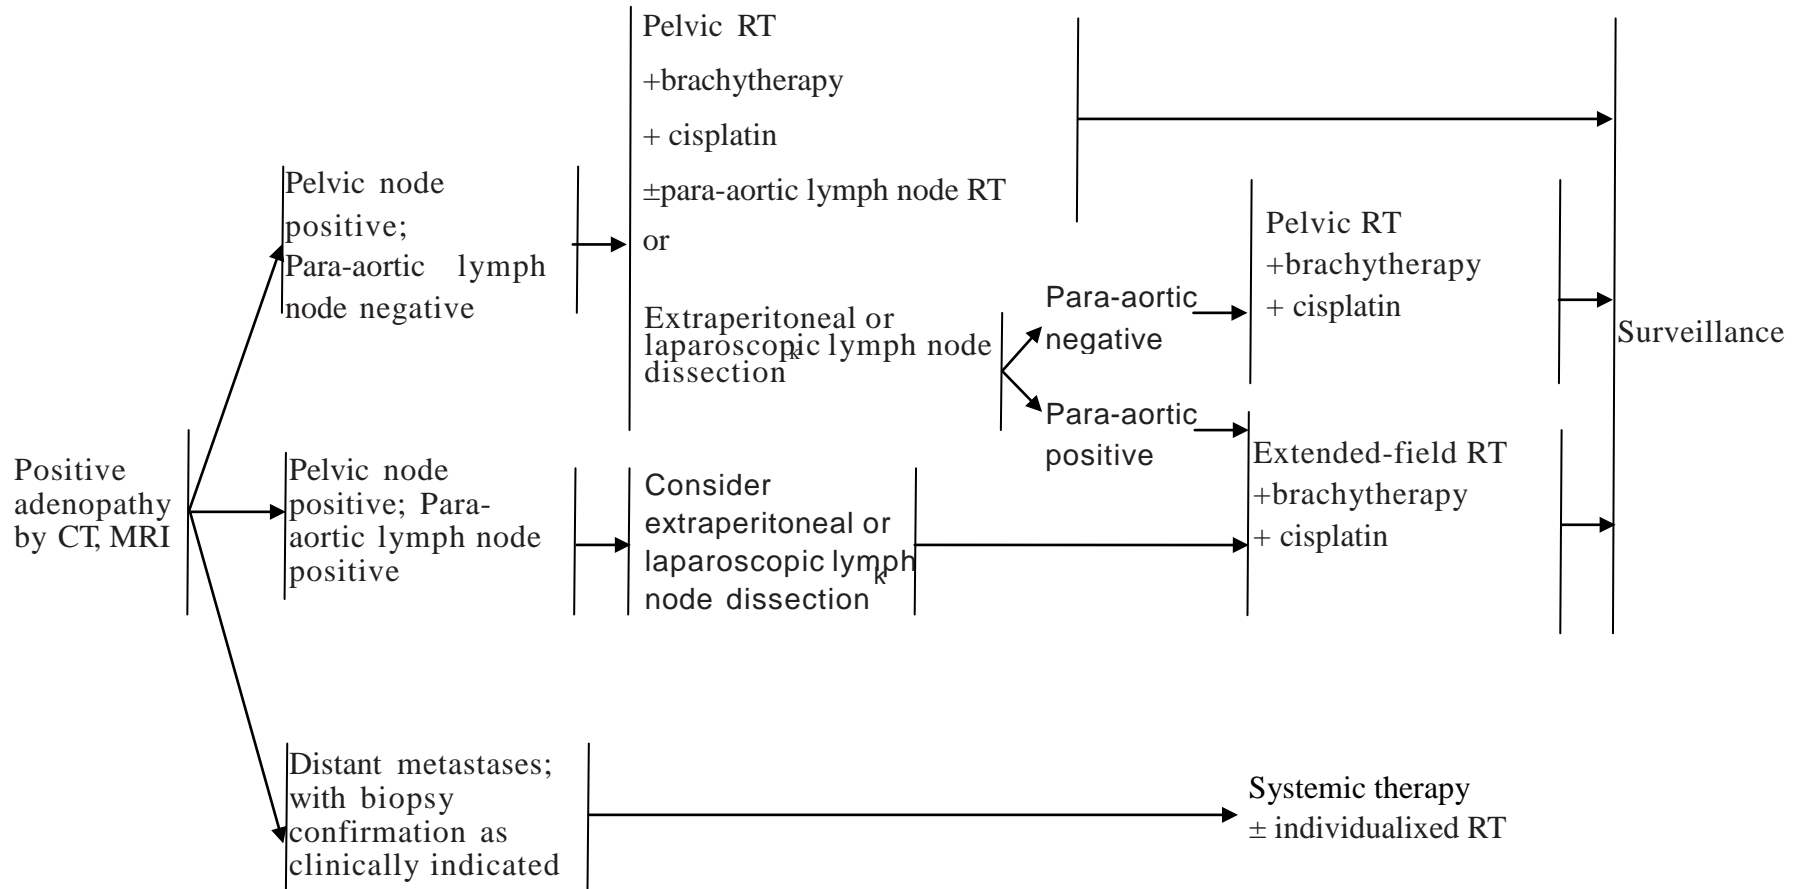 Positive
adenopathy
by CT, MRI
Pelvic node
positive;
Para-aortic lymph
node negative
Pelvic RT
+brachytherapy
+ cisplatin
±para-aortic lymph node RT
or
Extraperitoneal or
laparoscopic lymph node
dissection k
Para-aortic
negative
Para-aortic
positive
Pelvic RT
+brachytherapy
+ cisplatin
Surveillance
Pelvic node
positive; Para-
aortic lymph node
positive
Consider
extraperitoneal or
laparoscopic lymph
node dissection k
Extended-field RT
+brachytherapy
+ cisplatin
Distant metastases;
with biopsy
confirmation as
clinically indicated
Systemic therapy
± individualixed RT